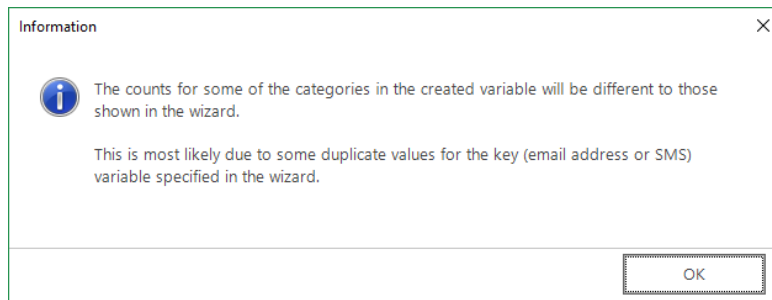 Information
The counts for some of the categories in the created variable will be different to those
shown in the wizard.
This is most likely due to some duplicate values for the key (email address or SMS)
variable specified in the wizard.
OK